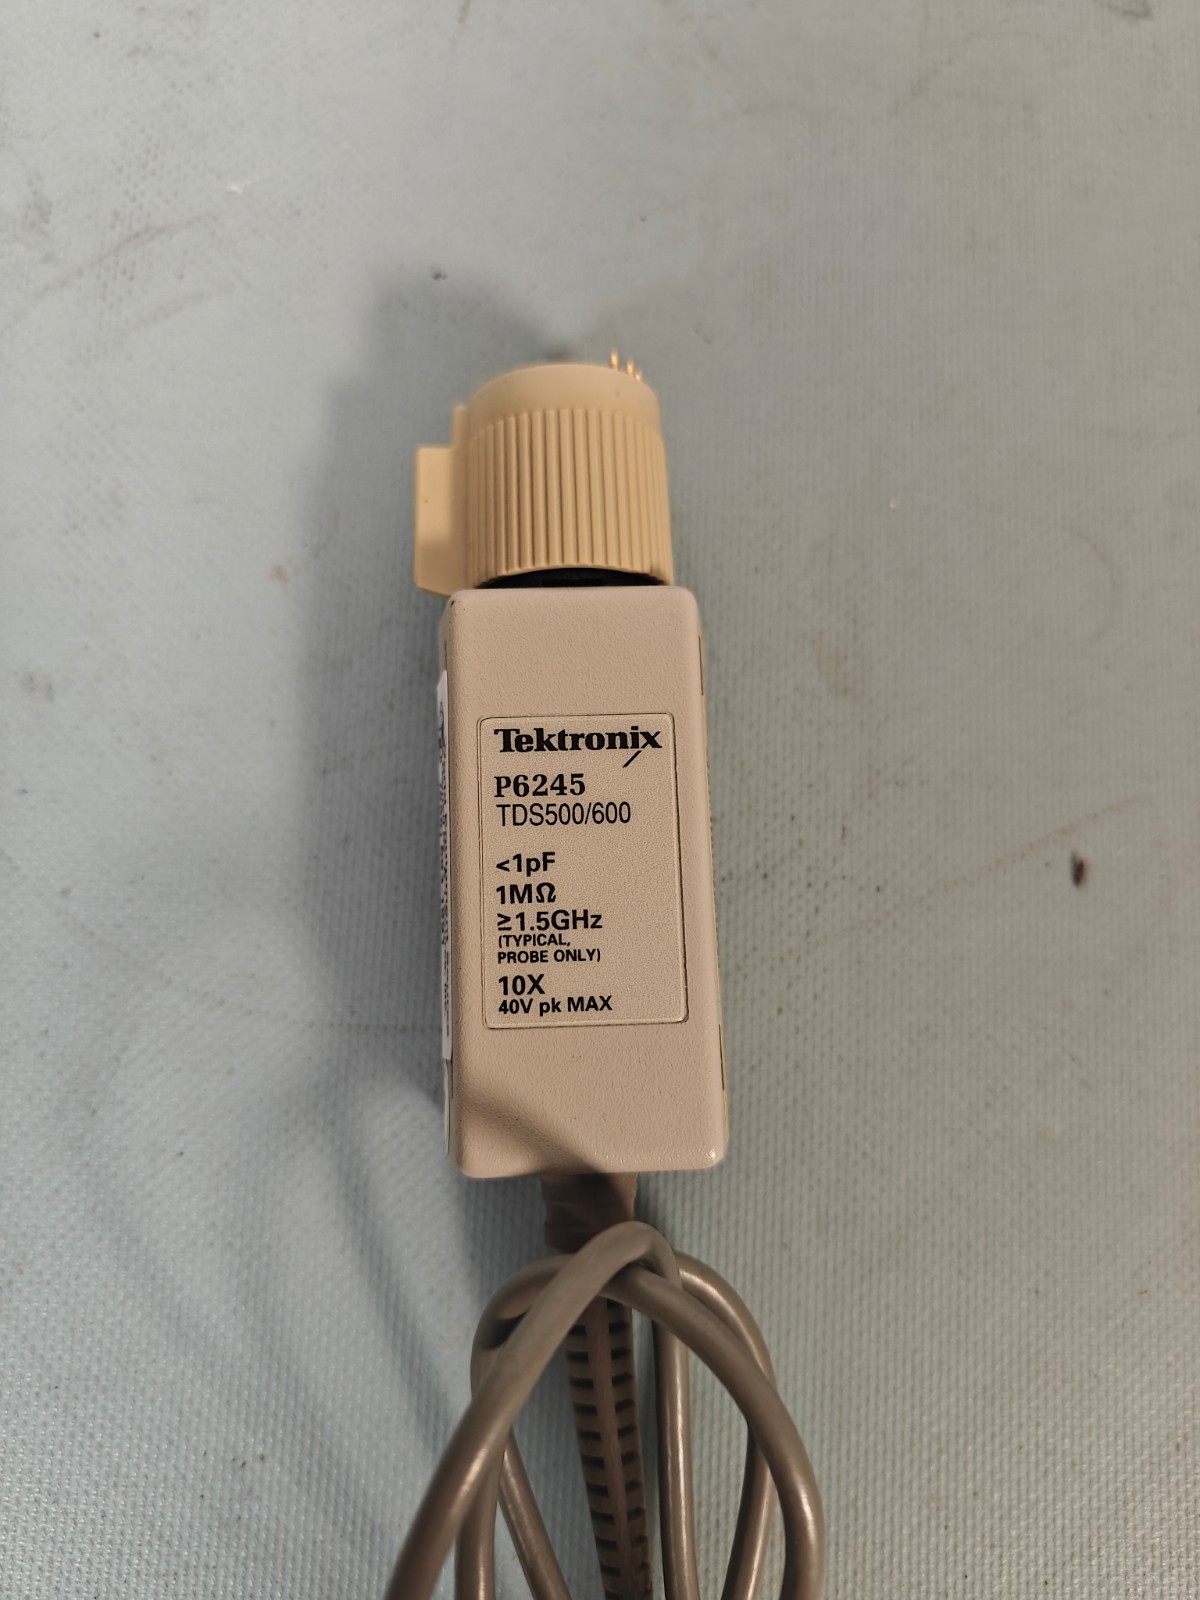 Tektronix
P6245
TDS500/600
<1pF
1MΩ
≥1.5GHz
(TYPICAL,
PROBE ONLY)
10X
40V pk MAX